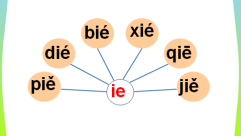 bié xié
dié qiē
piě ie jiě